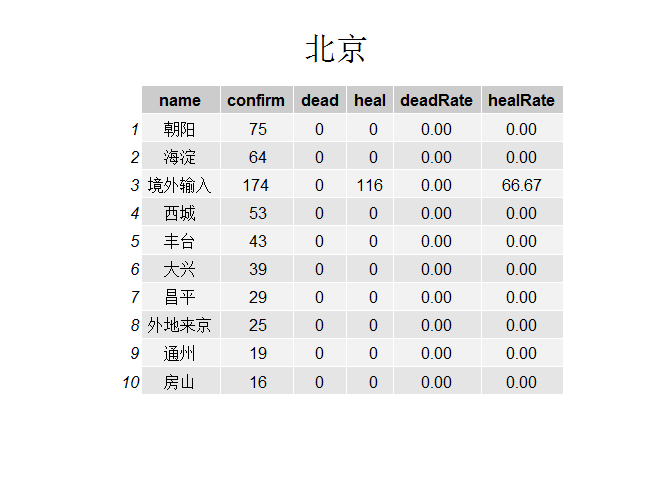 北京
name confirm dead heal deadRate healRate
1 朝阳 75 0 0 0.00 0.00
2 海淀 64 0 0 0.00 0.00
3 境外输入 174 0 116 0.00 66.67
4 西城 53 0 0 0.00 0.00
5 丰台 43 0 0 0.00 0.00
6 大兴 39 0 0 0.00 0.00
7 昌平 29 0 0 0.00 0.00
8 外地来京 25 0 0 0.00 0.00
9 通州 19 0 0 0.00 0.00
10 房山 16 0 0 0.00 0.00